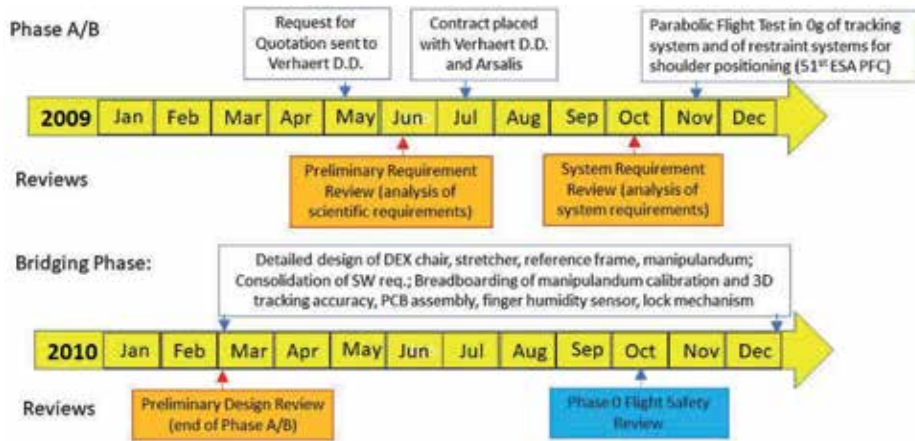 Phase A/B
Request for
Quotation sent to
Verhaert D.D.
Contract placed
with Verhaert D.D.
and Arsalis
Parabolic Flight Test in 0g of tracking
system and of restraint systems for
shoulder positioning (51st ESA PFC)
2009 Jan Feb Mar Apr May Jun Jul Aug Sep Oct Nov Dec
Reviews
Preliminary Requirement
Review (analysis of
scientific requirements)
System Requirement
Review (analysis of
system requirements)
Bridging Phase:
Detailed design of DEX chair, stretcher, reference frame, manipulandum;
Consolidation of SW req.; Breadboarding of manipulandum calibration and 3D
tracking accuracy, PCB assembly, finger humidity sensor, lock mechanism
2010 Jan Feb Mar Apr May Jun Jul Aug Sep Oct Nov Dec
Reviews
Preliminary Design Review
(end of Phase A/B)
Phase 0 Flight Safety
Review